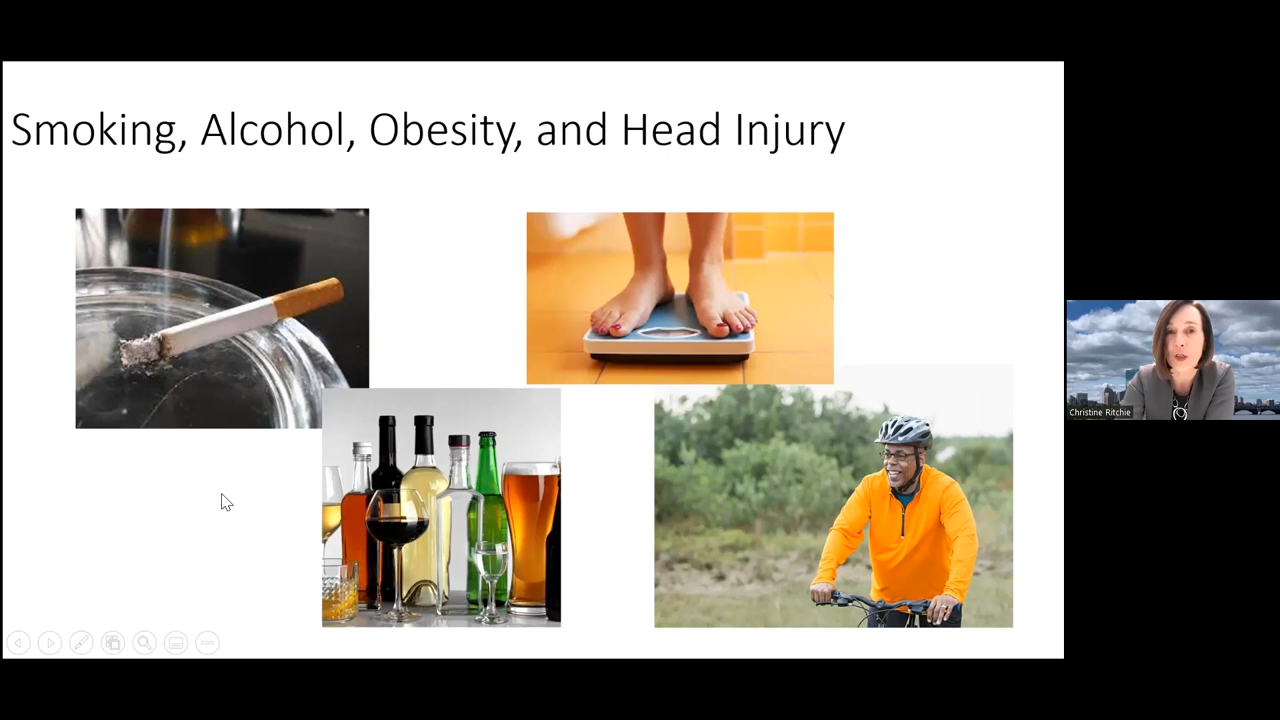 Smoking, Alcohol, Obesity, and Head Injury
Christine Ritchie